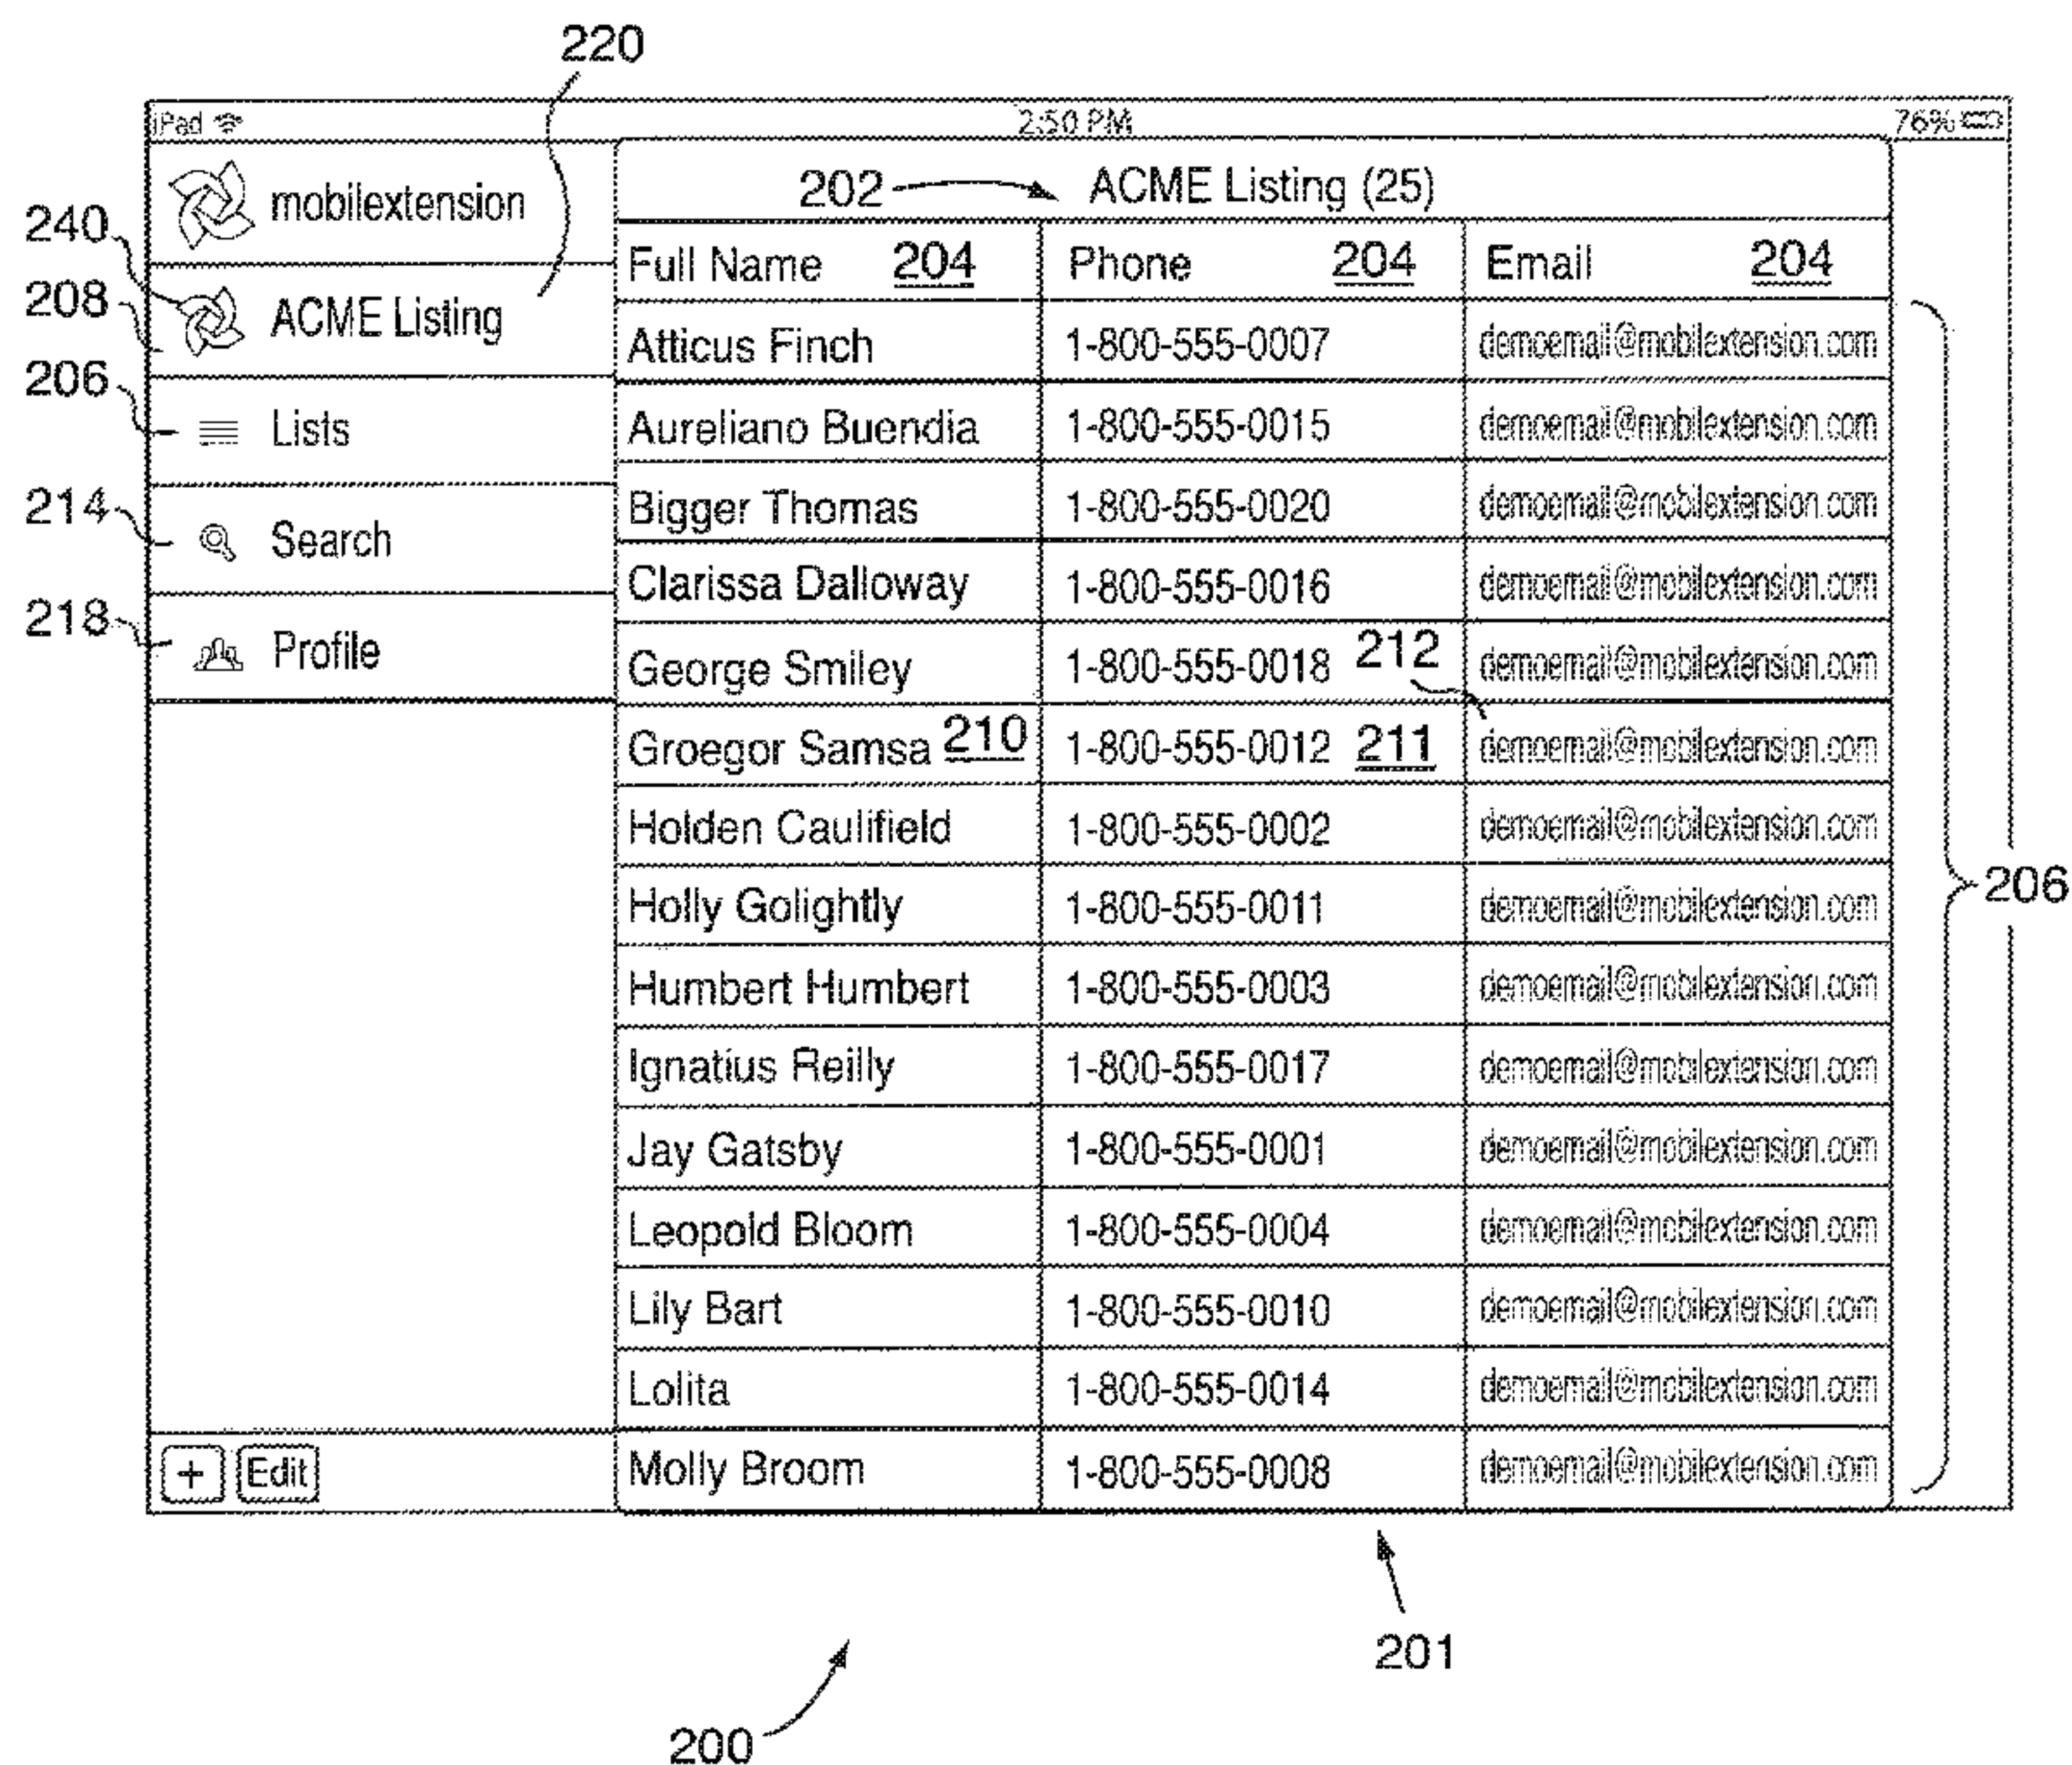 220
iPad 2:50 PM 76%
mobilextension
202 ACME Listing (25)
240
208
ACME Listing
206 Lists
214 Search
218 Profile
+ Edit
Full Name 204 Phone 204 Email 204
Atticus Finch 1-800-555-0007 demoemail@mobilextension.com
Aureliano Buendia 1-800-555-0015 demoemail@mobilextension.com
Bigger Thomas 1-800-555-0020 demoemail@mobilextension.com
Clarissa Dalloway 1-800-555-0016 demoemail@mobilextension.com
George Smiley 1-800-555-0018 212 demoemail@mobilextension.com
Groegor Samsa 210 1-800-555-0012 211 demoemail@mobilextension.com
Holden Caulifield 1-800-555-0002 demoemail@mobilextension.com
Holly Golightly 1-800-555-0011 demoemail@mobilextension.com
206
Humbert Humbert 1-800-555-0003 demoemail@mobilextension.com
Ignatius Reilly 1-800-555-0017 demoemail@mobilextension.com
Jay Gatsby 1-800-555-0001 demoemail@mobilextension.com
Leopold Bloom 1-800-555-0004 demoemail@mobilextension.com
Lily Bart 1-800-555-0010 demoemail@mobilextension.com
Lolita 1-800-555-0014 demoemail@mobilextension.com
Molly Broom 1-800-555-0008 demoemail@mobilextension.com
201
200